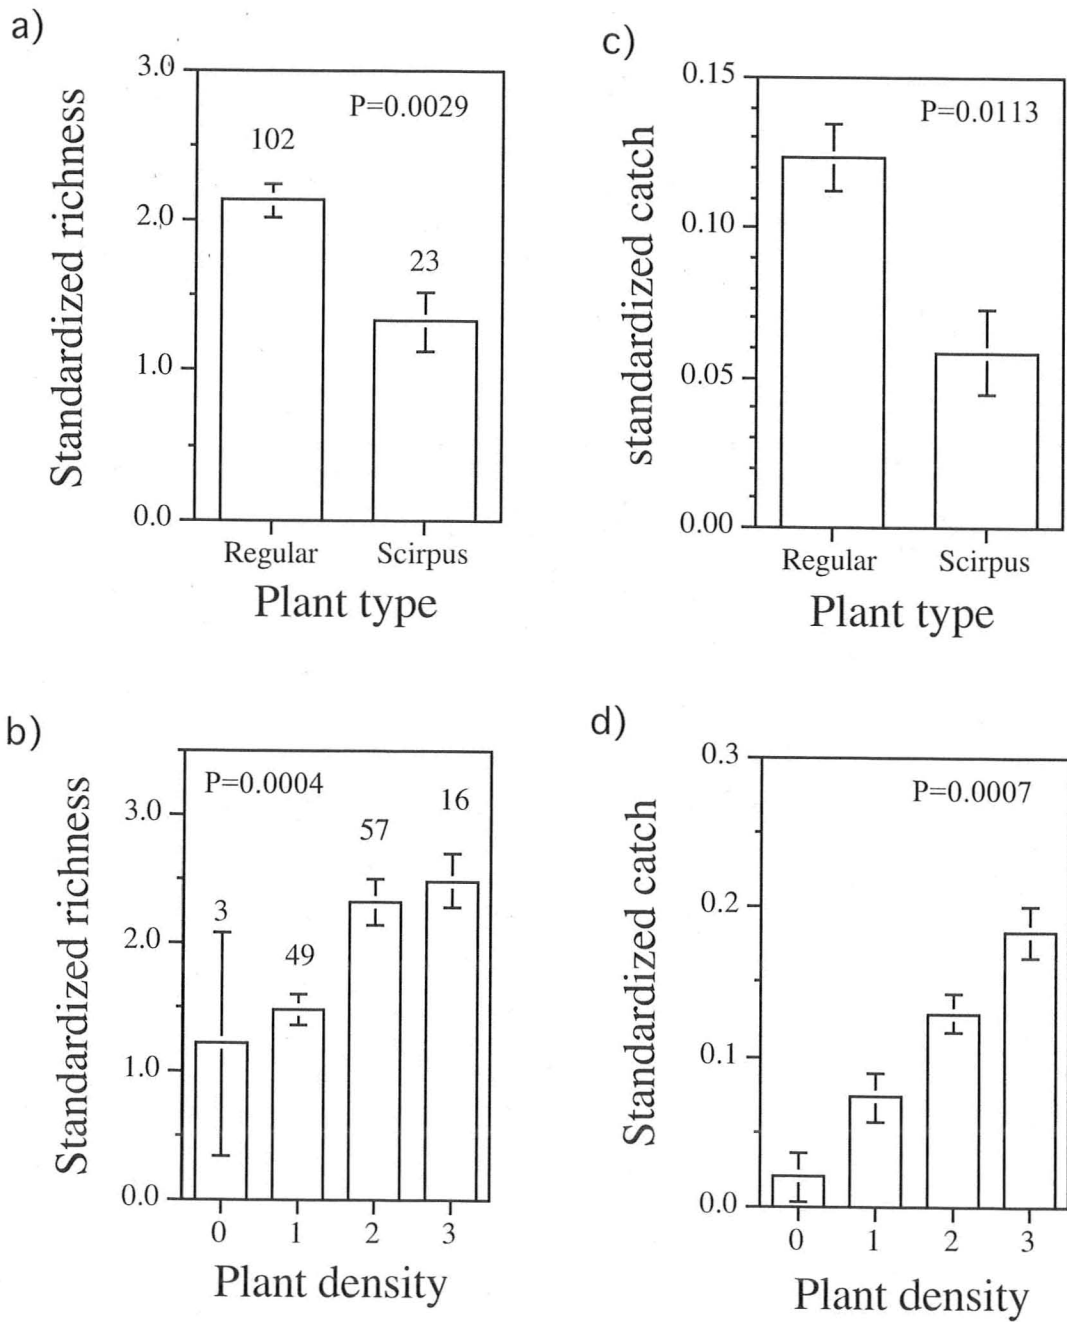 a)
Standardized richness
3.0
2.0
1.0
0.0
P=0.0029
102
23
Regular Scirpus
Plant type
c)
standardized catch
0.15
0.10
0.05
0.00
P=0.0113
Regular Scirpus
Plant type
b)
Standardized richness
3.0
2.0
1.0
0.0
P=0.0004
3
49
57
16
0 1 2 3
Plant density
d)
Standardized catch
0.3
0.2
0.1
0.0
P=0.0007
0 1 2 3
Plant density